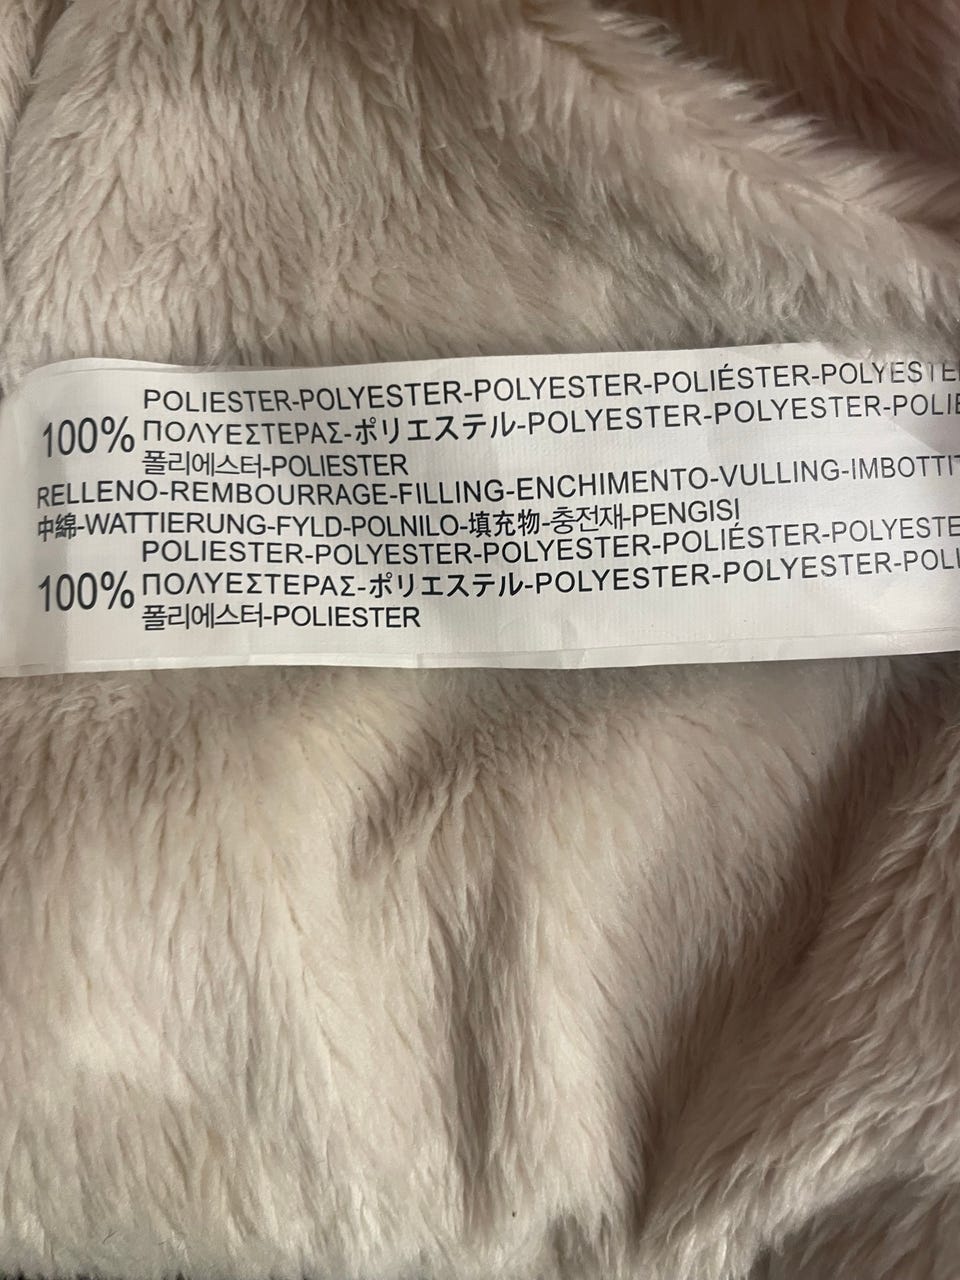 POLIESTER-POLYESTER-POLYESTER-POLIÉSTER-POLYESTE
100% ΠΟΛΥΕΣΤΕΡΑΣ-ポリエステル-POLYESTER-POLYESTER-POLIE
폴리에스터-POLIESTER
RELLENO-REMBOURRAGE-FILLING-ENCHIMENTO-VULLING-IMBOTTIT
中綿-WATTIERUNG-FYLD-POLNILO-填充物-충전재-PENGISI
POLIESTER-POLYESTER-POLYESTER-POLIÉSTER-POLYESTE
100% ΠΟΛΥΕΣΤΕΡΑΣ-ポリエステル-POLYESTER-POLYESTER-POLI
폴리에스터-POLIESTER